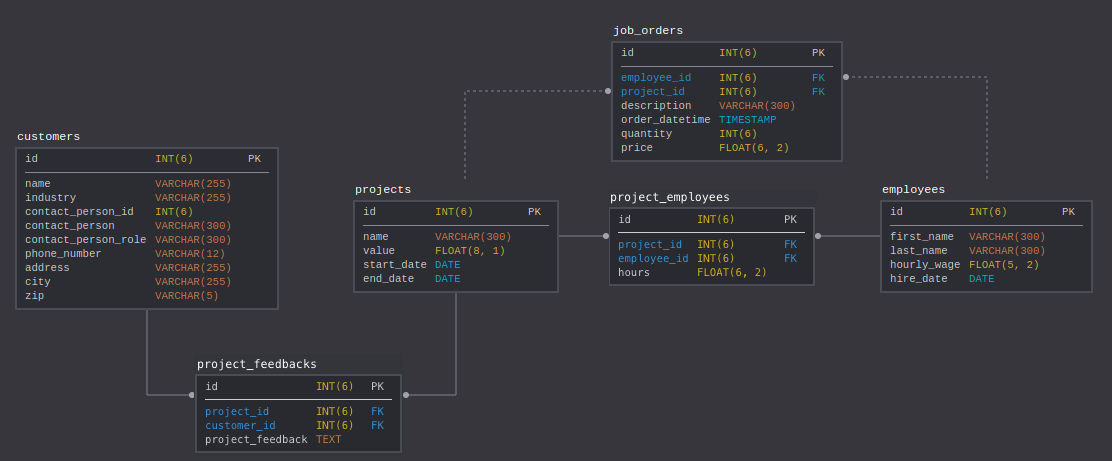 job_orders
id INT(6) PK
employee_id INT(6) FK
project_id INT(6) FK
description VARCHAR(300)
order_datetime TIMESTAMP
quantity INT(6)
price FLOAT(6, 2)
customers
id INT(6) PK
name VARCHAR(255)
industry VARCHAR(255)
contact_person_id INT(6)
contact_person VARCHAR(300)
contact_person_role VARCHAR(300)
phone_number VARCHAR(12)
address VARCHAR(255)
city VARCHAR(255)
zip VARCHAR(5)
projects
id INT(6) PK
name VARCHAR(300)
value FLOAT(8, 1)
start_date DATE
end_date DATE
project_employees
id INT(6) PK
project_id INT(6) FK
employee_id INT(6) FK
hours FLOAT(6, 2)
employees
id INT(6) PK
first_name VARCHAR(300)
last_name VARCHAR(300)
hourly_wage FLOAT(5, 2)
hire_date DATE
project_feedbacks
id INT(6) PK
project_id INT(6) FK
customer_id INT(6) FK
project_feedback TEXT